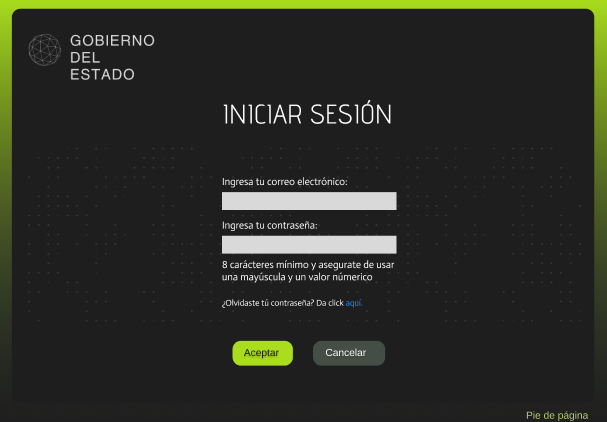 GOBIERNO
DEL
ESTADO
INICIAR SESIÓN
Ingresa tu correo electrónico:
Ingresa tu contraseña:
8 carácteres mínimo y asegurate de usar
una mayúscula y un valor númerico
¿Olvidaste tú contraseña? Da click aquí.
Aceptar
Cancelar
Pie de página